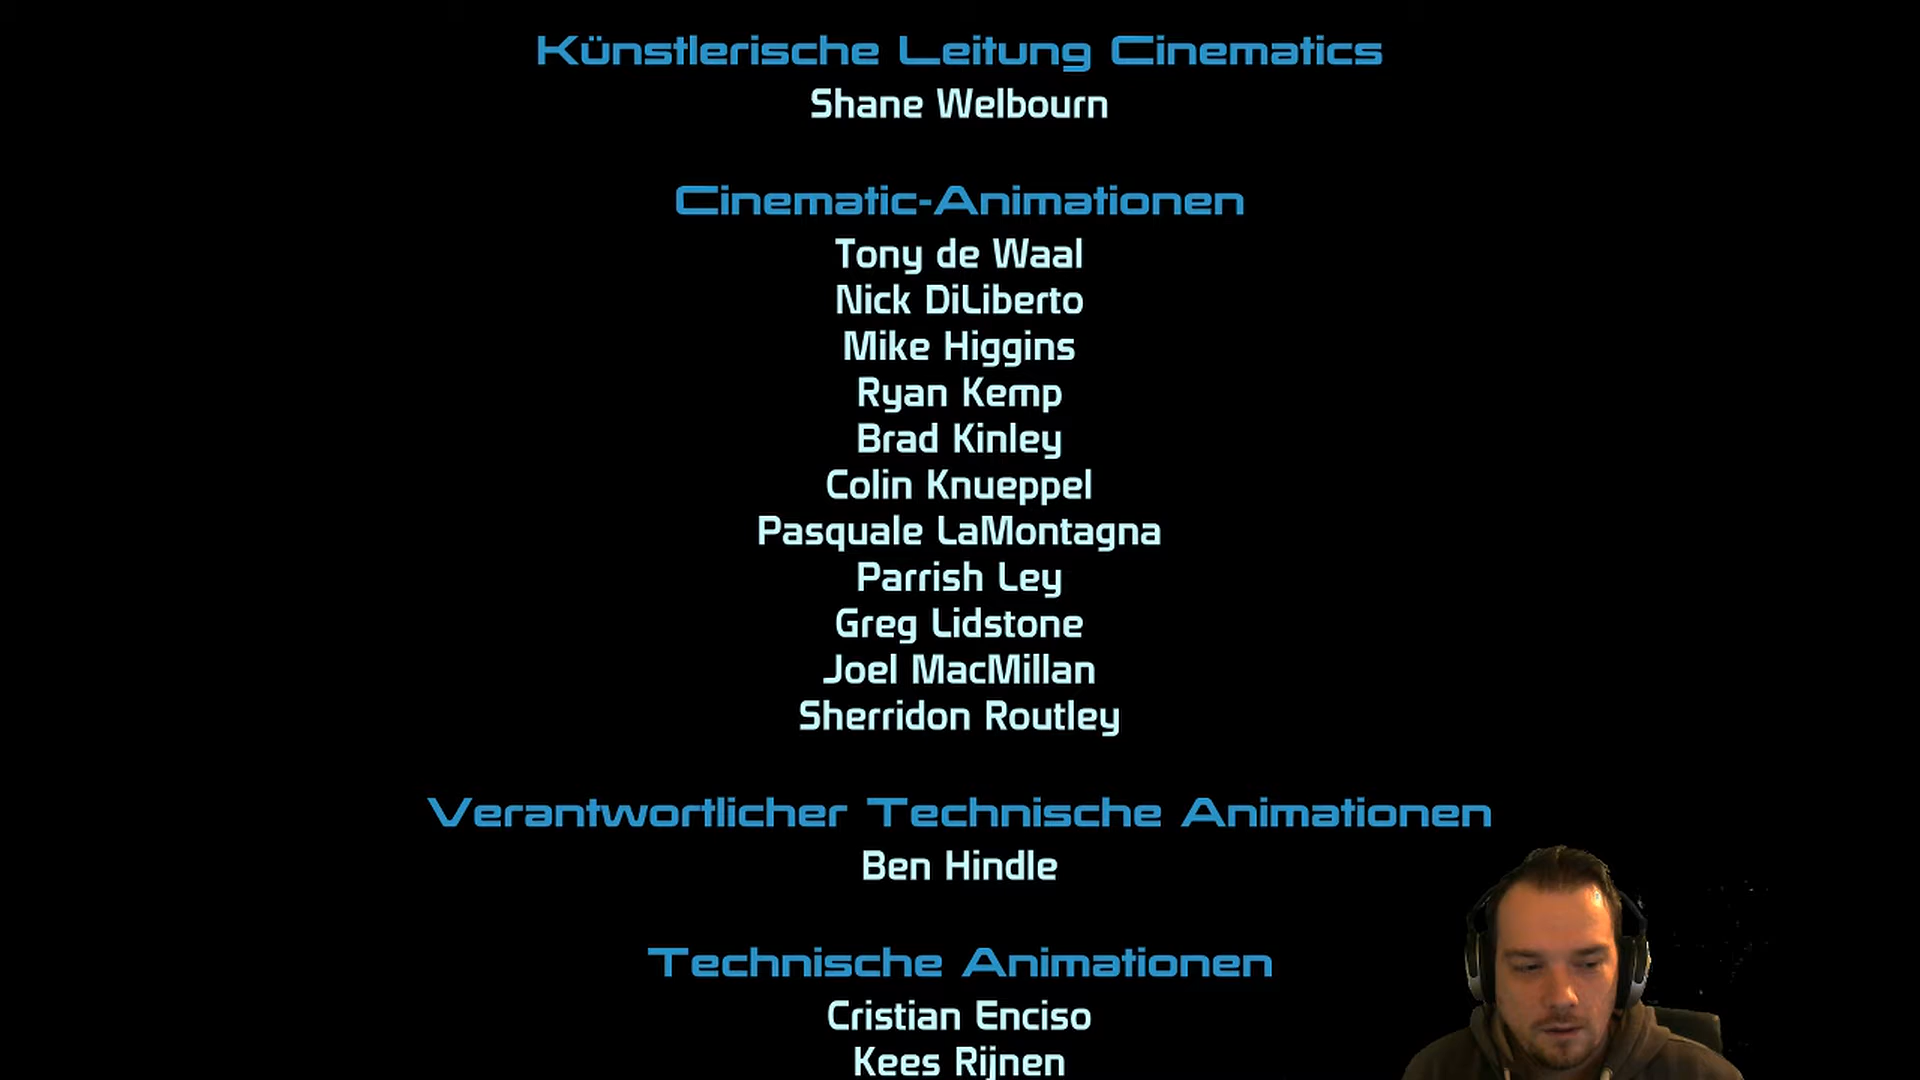 Künstlerische Leitung Cinematics
Shane Welbourn
Cinematic-Animationen
Tony de Waal
Nick DiLiberto
Mike Higgins
Ryan Kemp
Brad Kinley
Colin Knueppel
Pasquale LaMontagna
Parrish Ley
Greg Lidstone
Joel MacMillan
Sherridon Routley
Verantwortlicher Technische Animationen
Ben Hindle
Technische Animationen
Cristian Enciso
Kees Rijnen